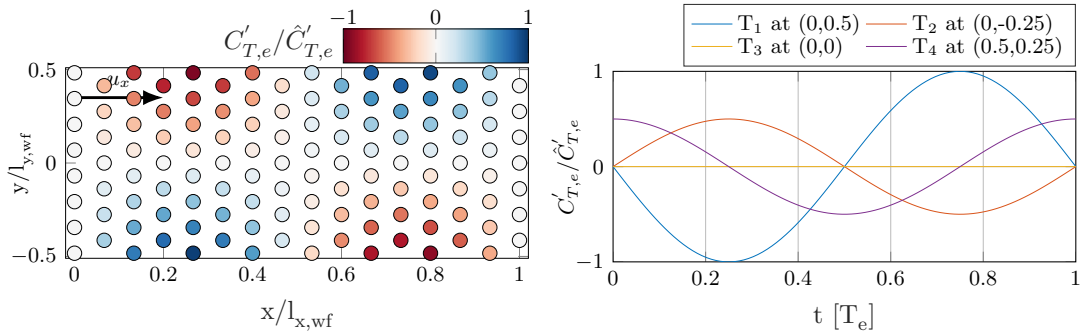 −1 0 1
C′T,e/Ĉ′T,e
0.5
0
−0.5
y/ly,wf
ux
0 0.2 0.4 0.6 0.8 1
x/lx,wf
T1 at (0,0.5) T2 at (0,-0.25)
T3 at (0,0) T4 at (0.5,0.25)
1
0
−1
C′T,e/Ĉ′T,e
0 0.2 0.4 0.6 0.8 1
t [Te]